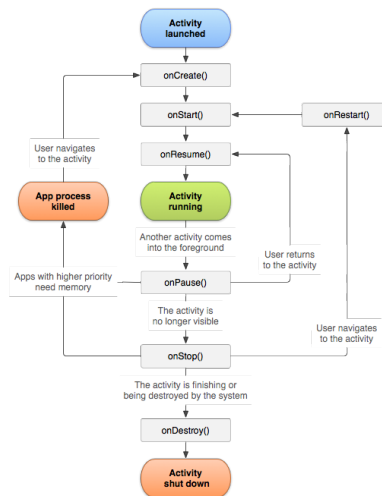 Activity
launched
onCreate()
onStart()
onRestart()
User navigates
to the activity
onResume()
App process
killed
Activity
running
Another activity comes
into the foreground
User returns
to the activity
Apps with higher priority
need memory
onPause()
The activity is
no longer visible
User navigates
to the activity
onStop()
The activity is finishing or
being destroyed by the system
onDestroy()
Activity
shut down